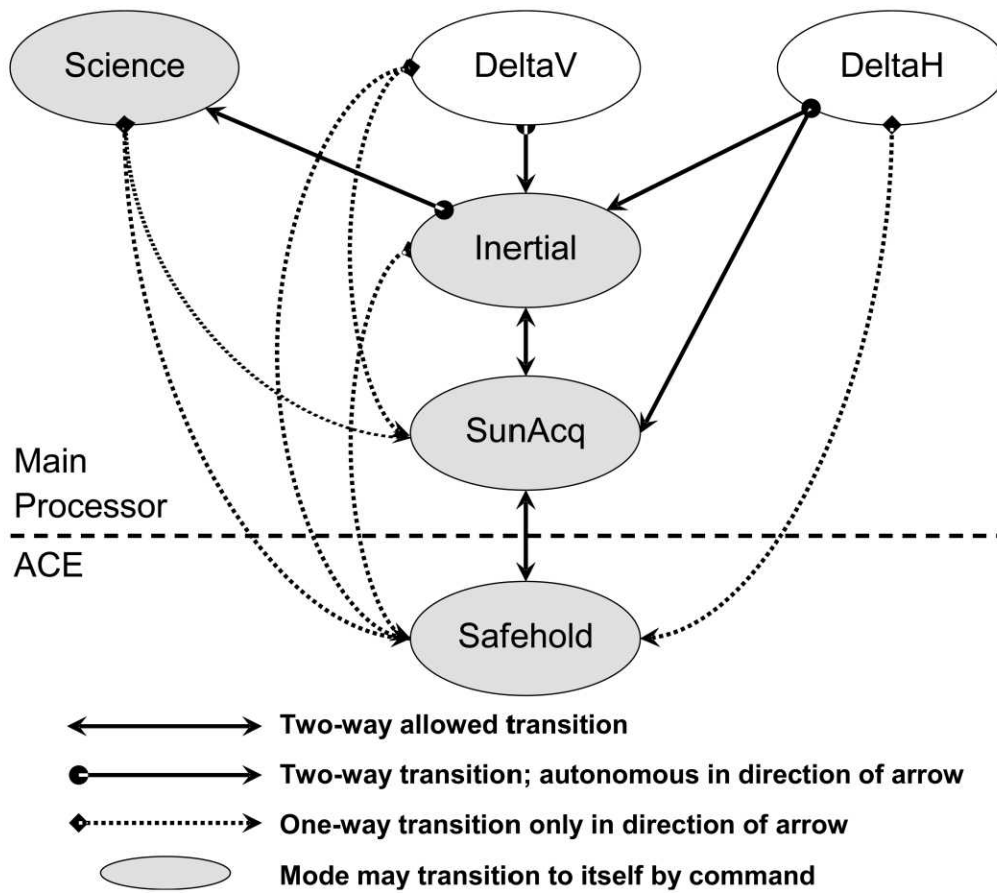 Science
DeltaV
DeltaH
Inertial
SunAcq
Main
Processor
ACE
Safehold
Two-way allowed transition
Two-way transition; autonomous in direction of arrow
One-way transition only in direction of arrow
Mode may transition to itself by command